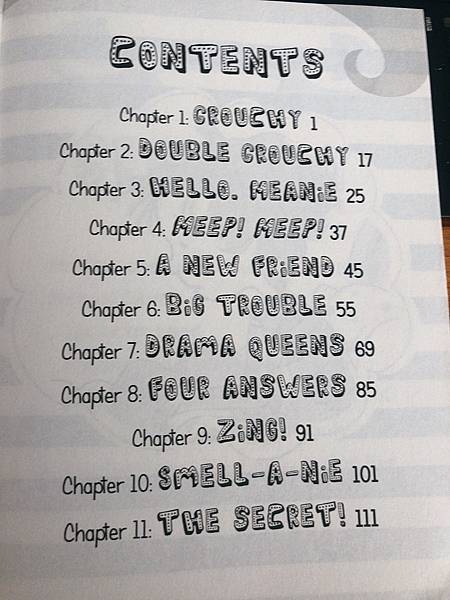 CONTENTS
Chapter 1: GROUCHY 1
Chapter 2: DOUBLE GROUCHY 17
Chapter 3: HELLO, MEANiE 25
Chapter 4: MEEP! MEEP! 37
Chapter 5: A NEW FRiEND 45
Chapter 6: BiG TROUBLE 55
Chapter 7: DRAMA QUEENS 69
Chapter 8: FOUR ANSWERS 85
Chapter 9: ZiNG! 91
Chapter 10: SMELL-A-NiE 101
Chapter 11: THE SECRET! 111